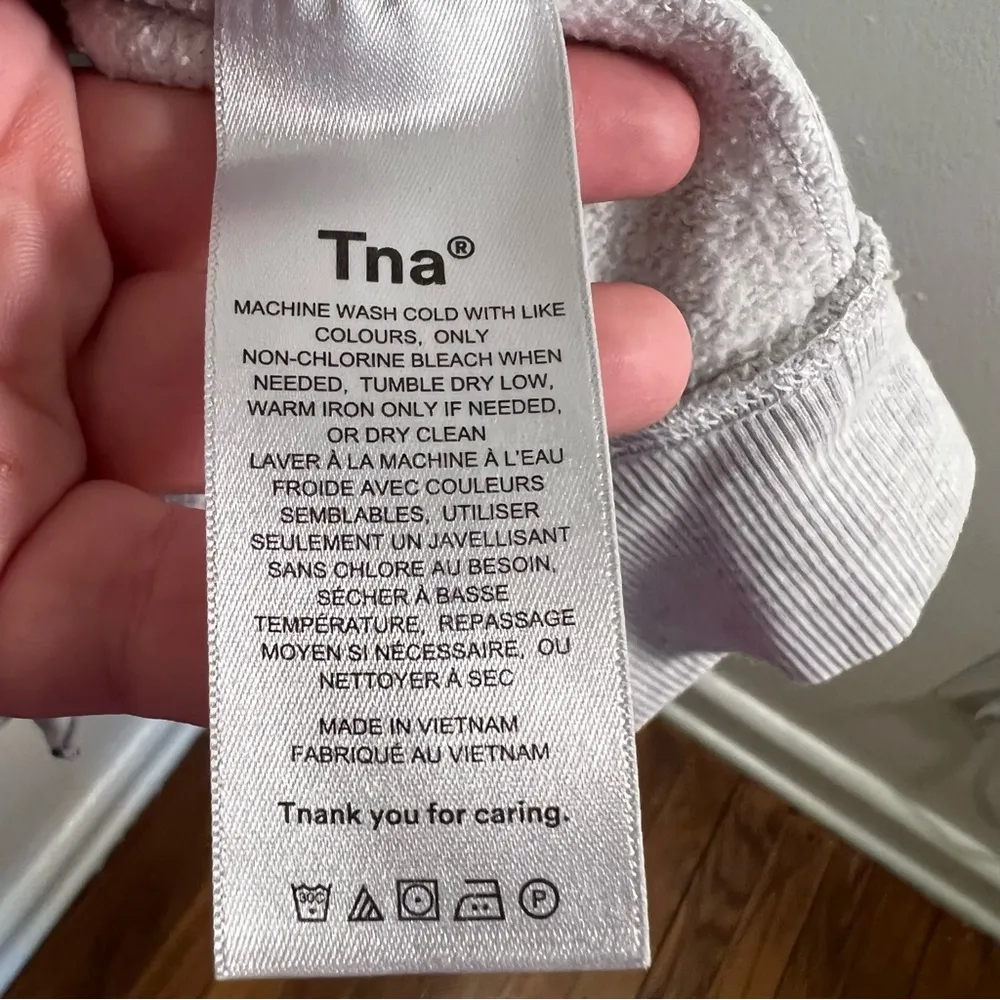 Tna®
MACHINE WASH COLD WITH LIKE
COLOURS, ONLY
NON-CHLORINE BLEACH WHEN
NEEDED, TUMBLE DRY LOW,
WARM IRON ONLY IF NEEDED,
OR DRY CLEAN
LAVER À LA MACHINE À L'EAU
FROIDE AVEC COULEURS
SEMBLABLES, UTILISER
SEULEMENT UN JAVELLISANT
SANS CHLORE AU BESOIN,
SÉCHER À BASSE
TEMPÉRATURE, REPASSAGE
MOYEN SI NÉCESSAIRE, OU
NETTOYER À SEC
MADE IN VIETNAM
FABRIQUÉ AU VIETNAM
Tnank you for caring.
30C P